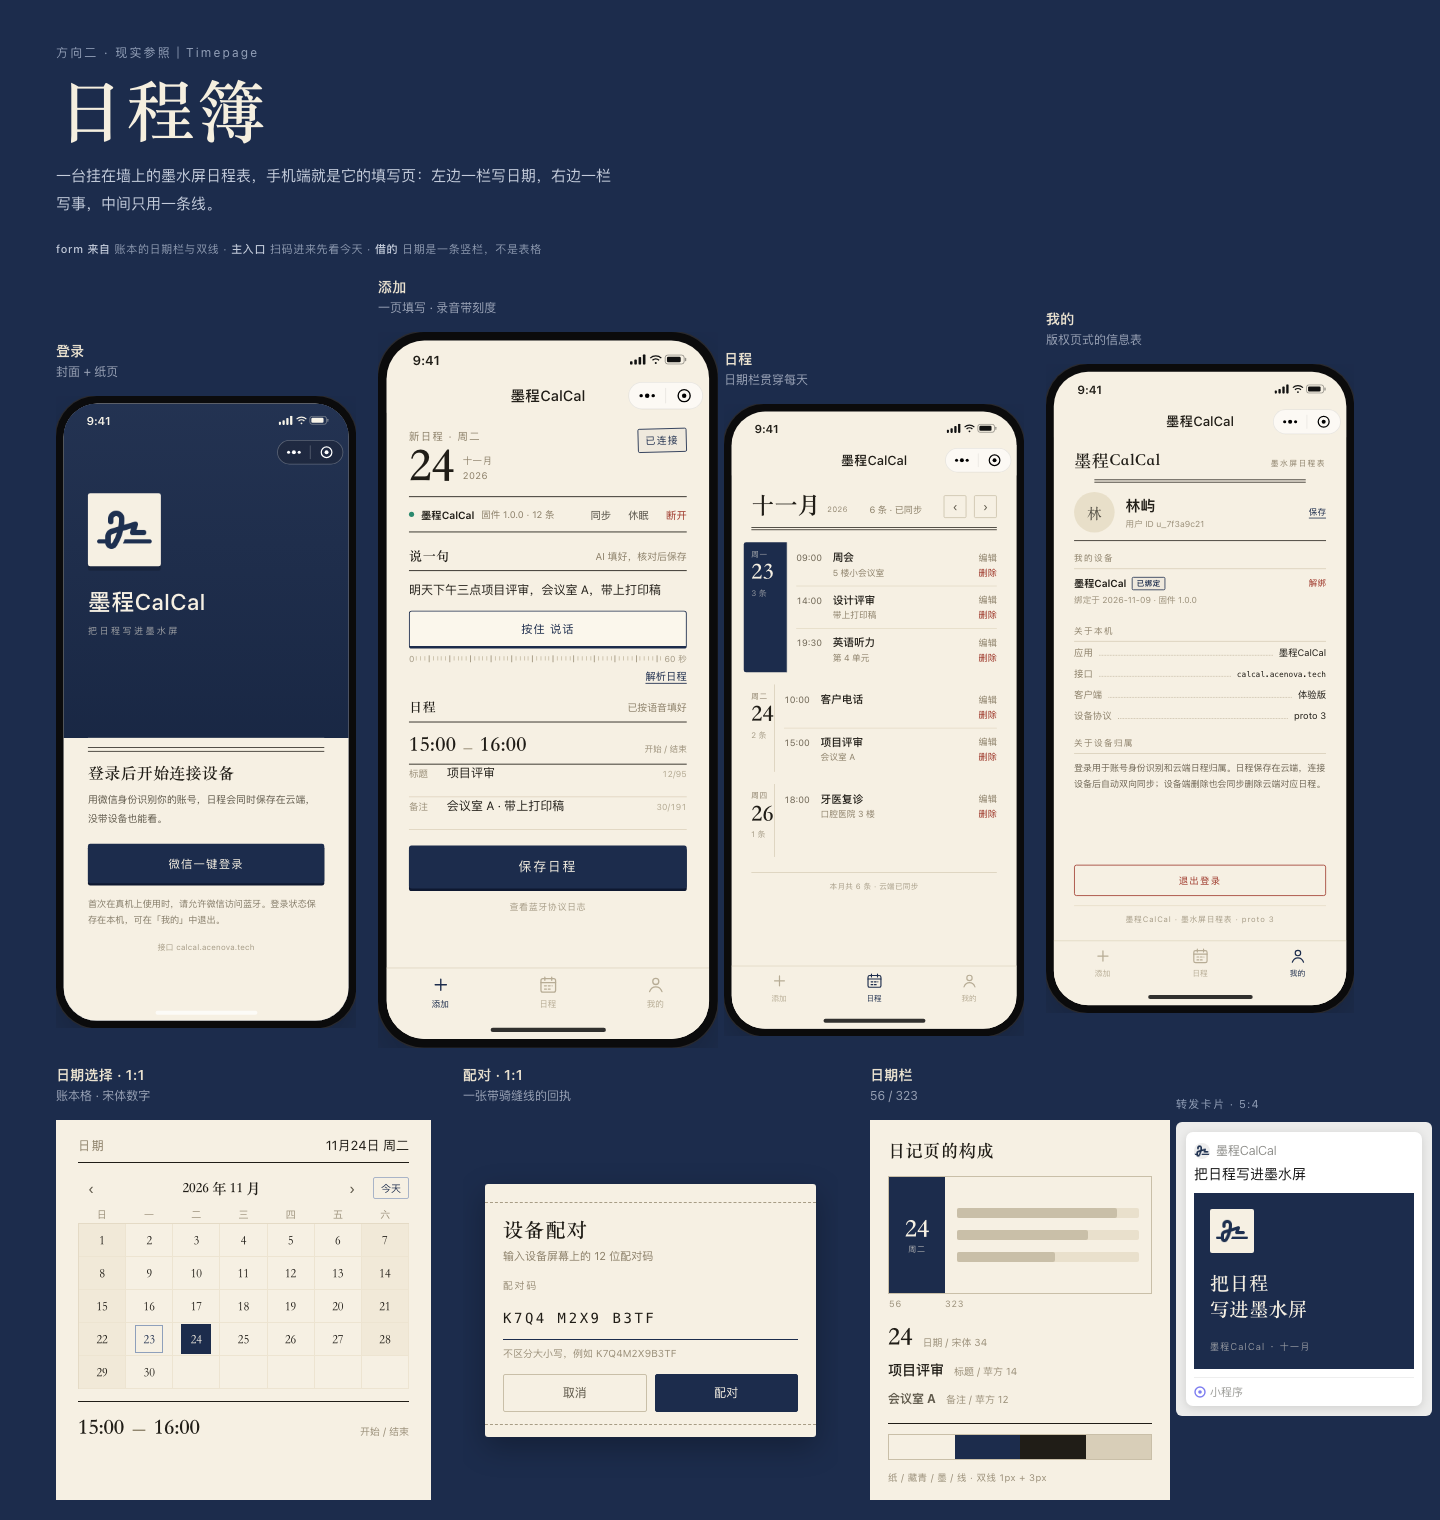 方向二 · 现实参照 | Timepage
日程簿
一台挂在墙上的墨水屏日程表，手机端就是它的填写页：左边一栏写日期，右边一栏
写事，中间只用一条线。
form 来自 账本的日期栏与双线 · 主入口 扫码进来先看今天 · 借的 日期是一条竖栏，不是表格
登录
封面 + 纸页
9:41
墨程CalCal
把日程写进墨水屏
登录后开始连接设备
用微信身份识别你的账号，日程会同时保存在云端，
没带设备也能看。
微信一键登录
首次在真机上使用时，请允许微信访问蓝牙。登录状态保
存在本机，可在「我的」中退出。
接口 calcal.acenova.tech
添加
一页填写 · 录音带刻度
9:41
墨程CalCal
新日程 · 周二
24 十一月
2026
已连接
墨程CalCal 固件 1.0.0 · 12 条 同步 休眠 断开
说一句 AI 填好，核对后保存
明天下午三点项目评审，会议室 A，带上打印稿
按住 说话
0 60 秒
解析日程
日程 已按语音填好
15:00 — 16:00 开始 / 结束
标题 项目评审 12/95
备注 会议室 A · 带上打印稿 30/191
保存日程
查看蓝牙协议日志
添加 日程 我的
日程
日期栏贯穿每天
9:41
墨程CalCal
十一月 2026 6 条 · 已同步 ‹ ›
周一
23
3 条
09:00 周会 编辑
5 楼小会议室 删除
14:00 设计评审 编辑
带上打印稿 删除
19:30 英语听力 编辑
第 4 单元 删除
周二
24
2 条
10:00 客户电话 编辑
删除
15:00 项目评审 编辑
会议室 A 删除
周四
26
1 条
18:00 牙医复诊 编辑
口腔医院 3 楼 删除
本月共 6 条 · 云端已同步
添加 日程 我的
我的
版权页式的信息表
9:41
墨程CalCal
墨程CalCal 墨水屏日程表
林 林屿
用户 ID u_7f3a9c21
保存
我的设备
墨程CalCal 已绑定 解绑
绑定于 2026-11-09 · 固件 1.0.0
关于本机
应用 墨程CalCal
接口 calcal.acenova.tech
客户端 体验版
设备协议 proto 3
关于设备归属
登录用于账号身份识别和云端日程归属。日程保存在云端，连接
设备后自动双向同步；设备端删除也会同步删除云端对应日程。
退出登录
墨程CalCal · 墨水屏日程表 · proto 3
添加 日程 我的
日期选择 · 1:1
账本格 · 宋体数字
日期 11月24日 周二
‹ 2026 年 11 月 › 今天
日 一 二 三 四 五 六
1 2 3 4 5 6 7
8 9 10 11 12 13 14
15 16 17 18 19 20 21
22 23 24 25 26 27 28
29 30
15:00 — 16:00 开始 / 结束
配对 · 1:1
一张带骑缝线的回执
设备配对
输入设备屏幕上的 12 位配对码
配对码
K7Q4 M2X9 B3TF
不区分大小写，例如 K7Q4M2X9B3TF
取消 配对
日期栏
56 / 323
日记页的构成
24
周二
56 323
24 日期 / 宋体 34
项目评审 标题 / 苹方 14
会议室 A 备注 / 苹方 12
纸 / 藏青 / 墨 / 线 · 双线 1px + 3px
转发卡片 · 5:4
墨程CalCal
把日程写进墨水屏
把日程
写进墨水屏
墨程CalCal · 十一月
小程序